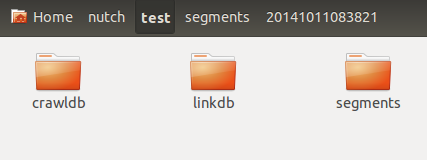 Home nutch test segments 20141011083821
crawldb linkdb segments